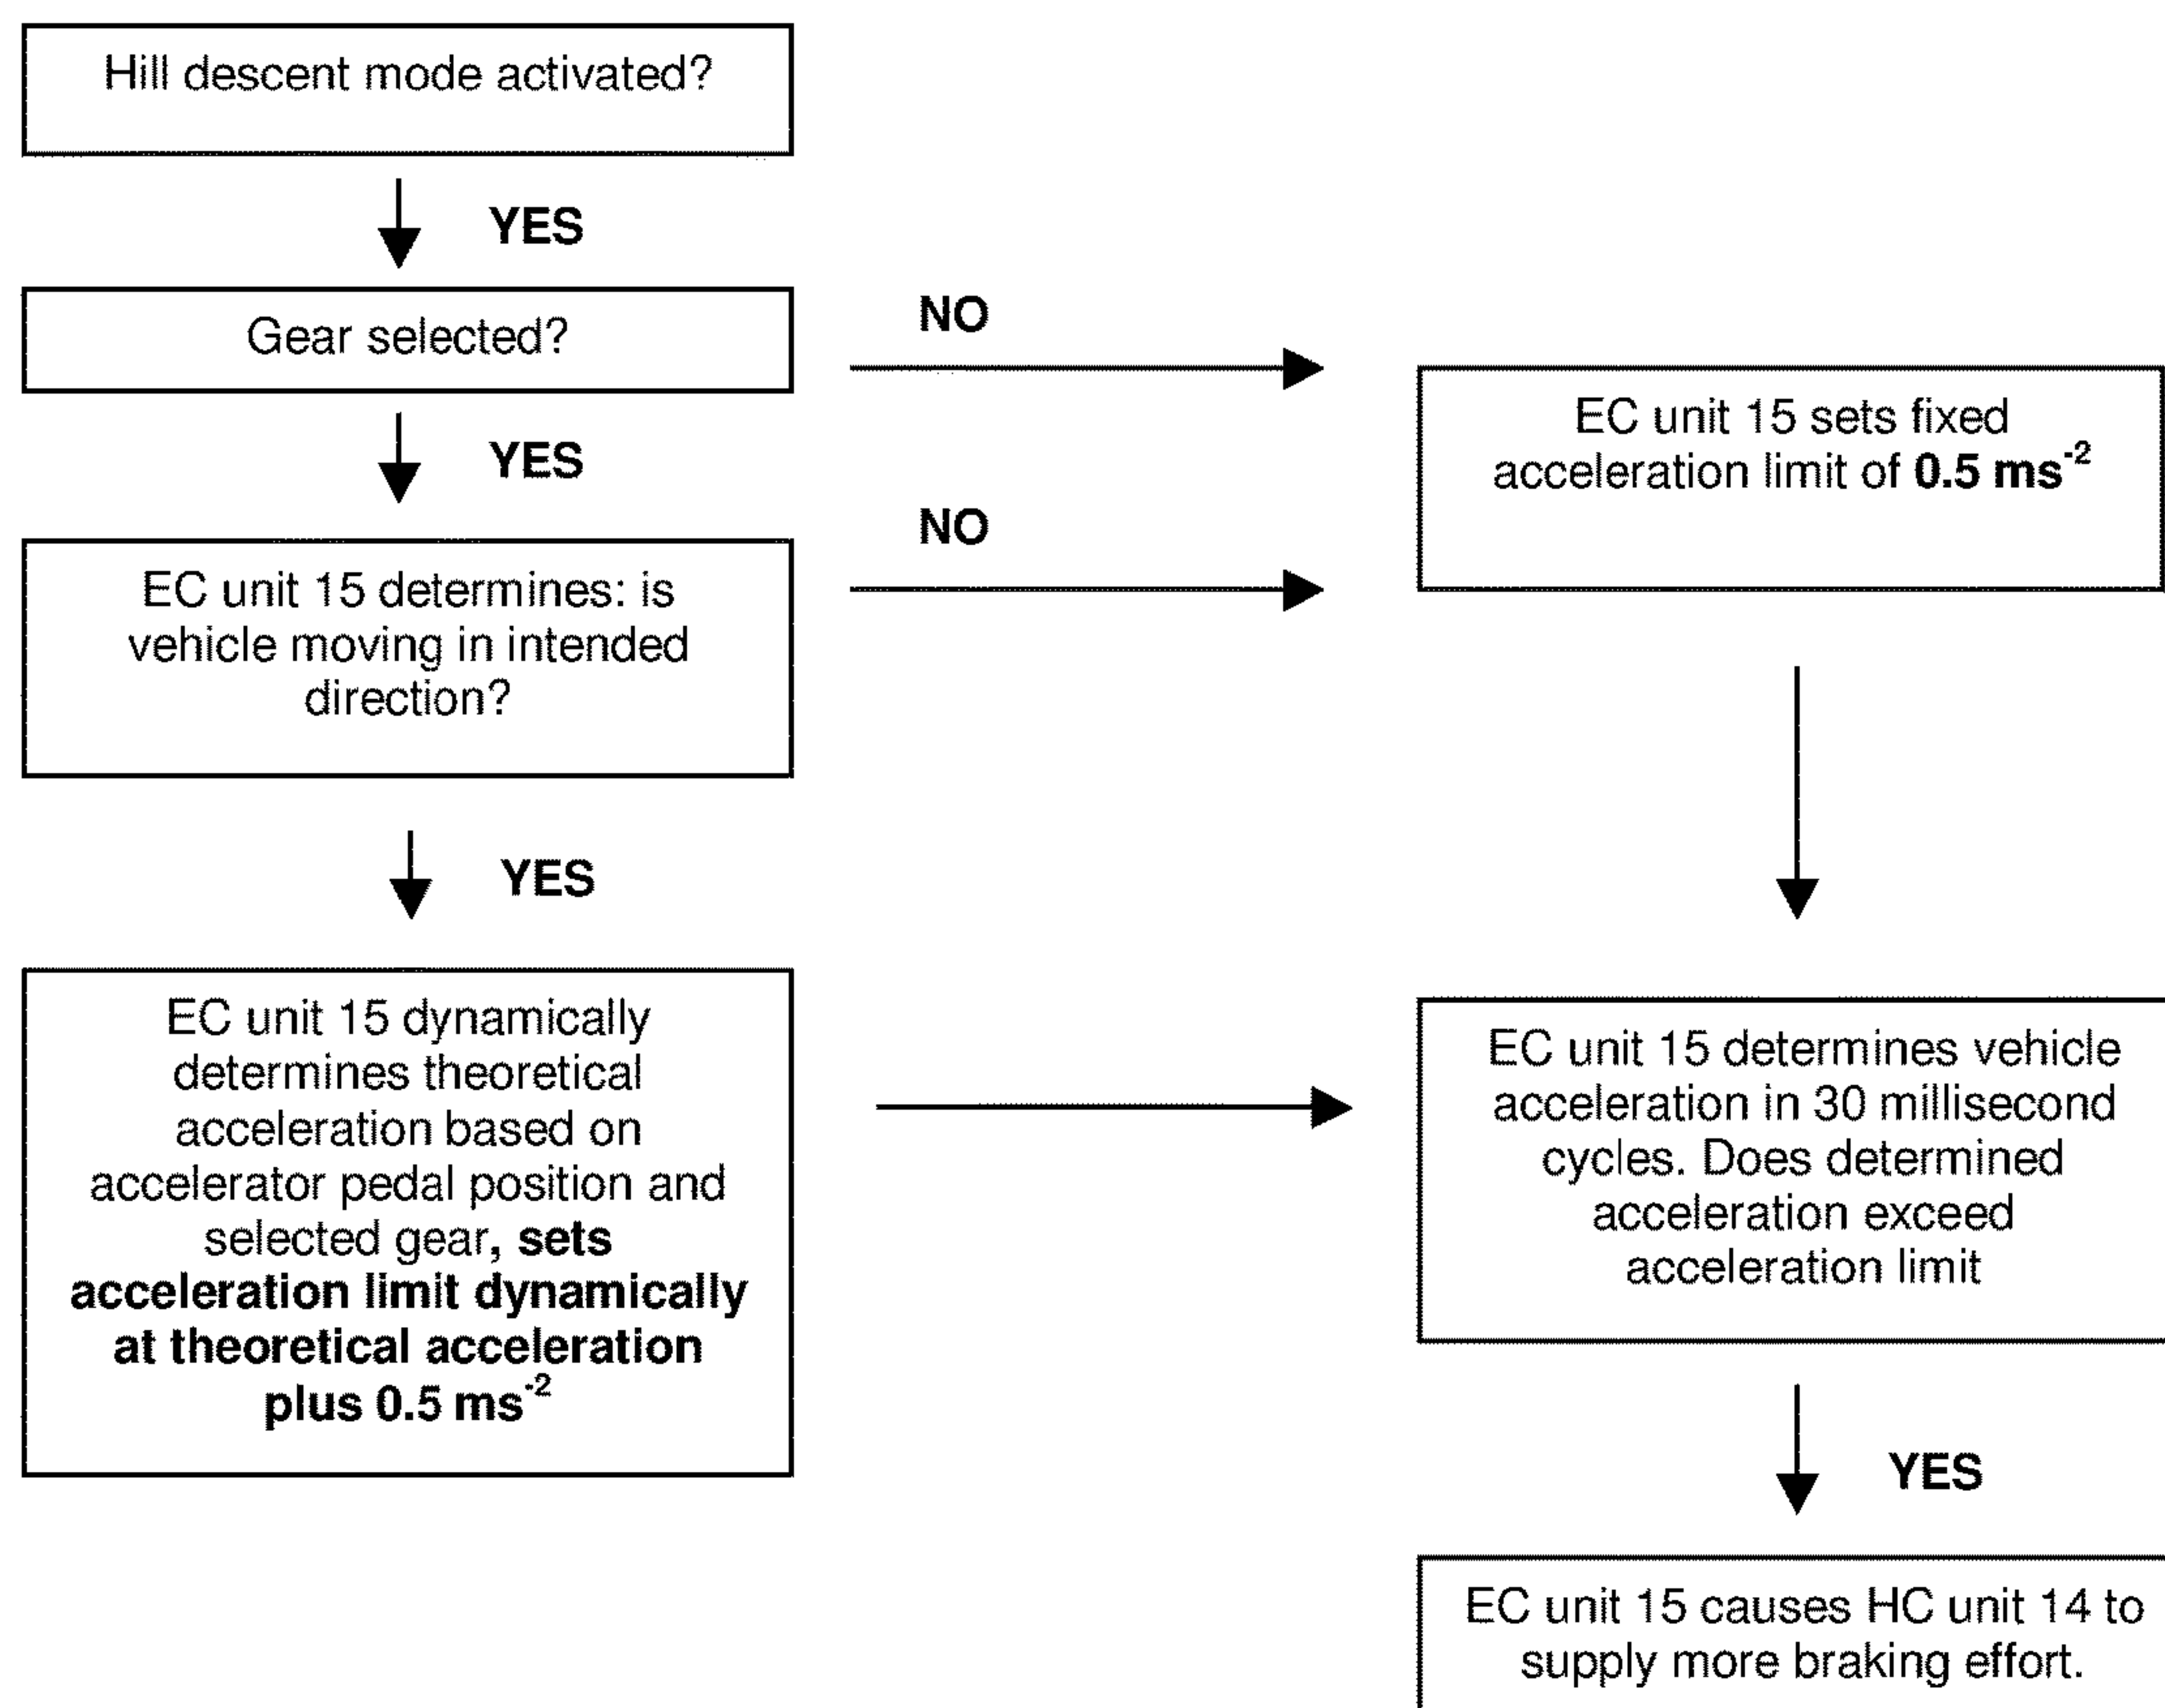 Hill descent mode activated?
YES
Gear selected?
NO
YES
EC unit 15 sets fixed
acceleration limit of 0.5 ms⁻²
NO
EC unit 15 determines: is
vehicle moving in intended
direction?
YES
EC unit 15 dynamically
determines theoretical
acceleration based on
accelerator pedal position and
selected gear, sets
acceleration limit dynamically
at theoretical acceleration
plus 0.5 ms⁻²
EC unit 15 determines vehicle
acceleration in 30 millisecond
cycles. Does determined
acceleration exceed
acceleration limit
YES
EC unit 15 causes HC unit 14 to
supply more braking effort.